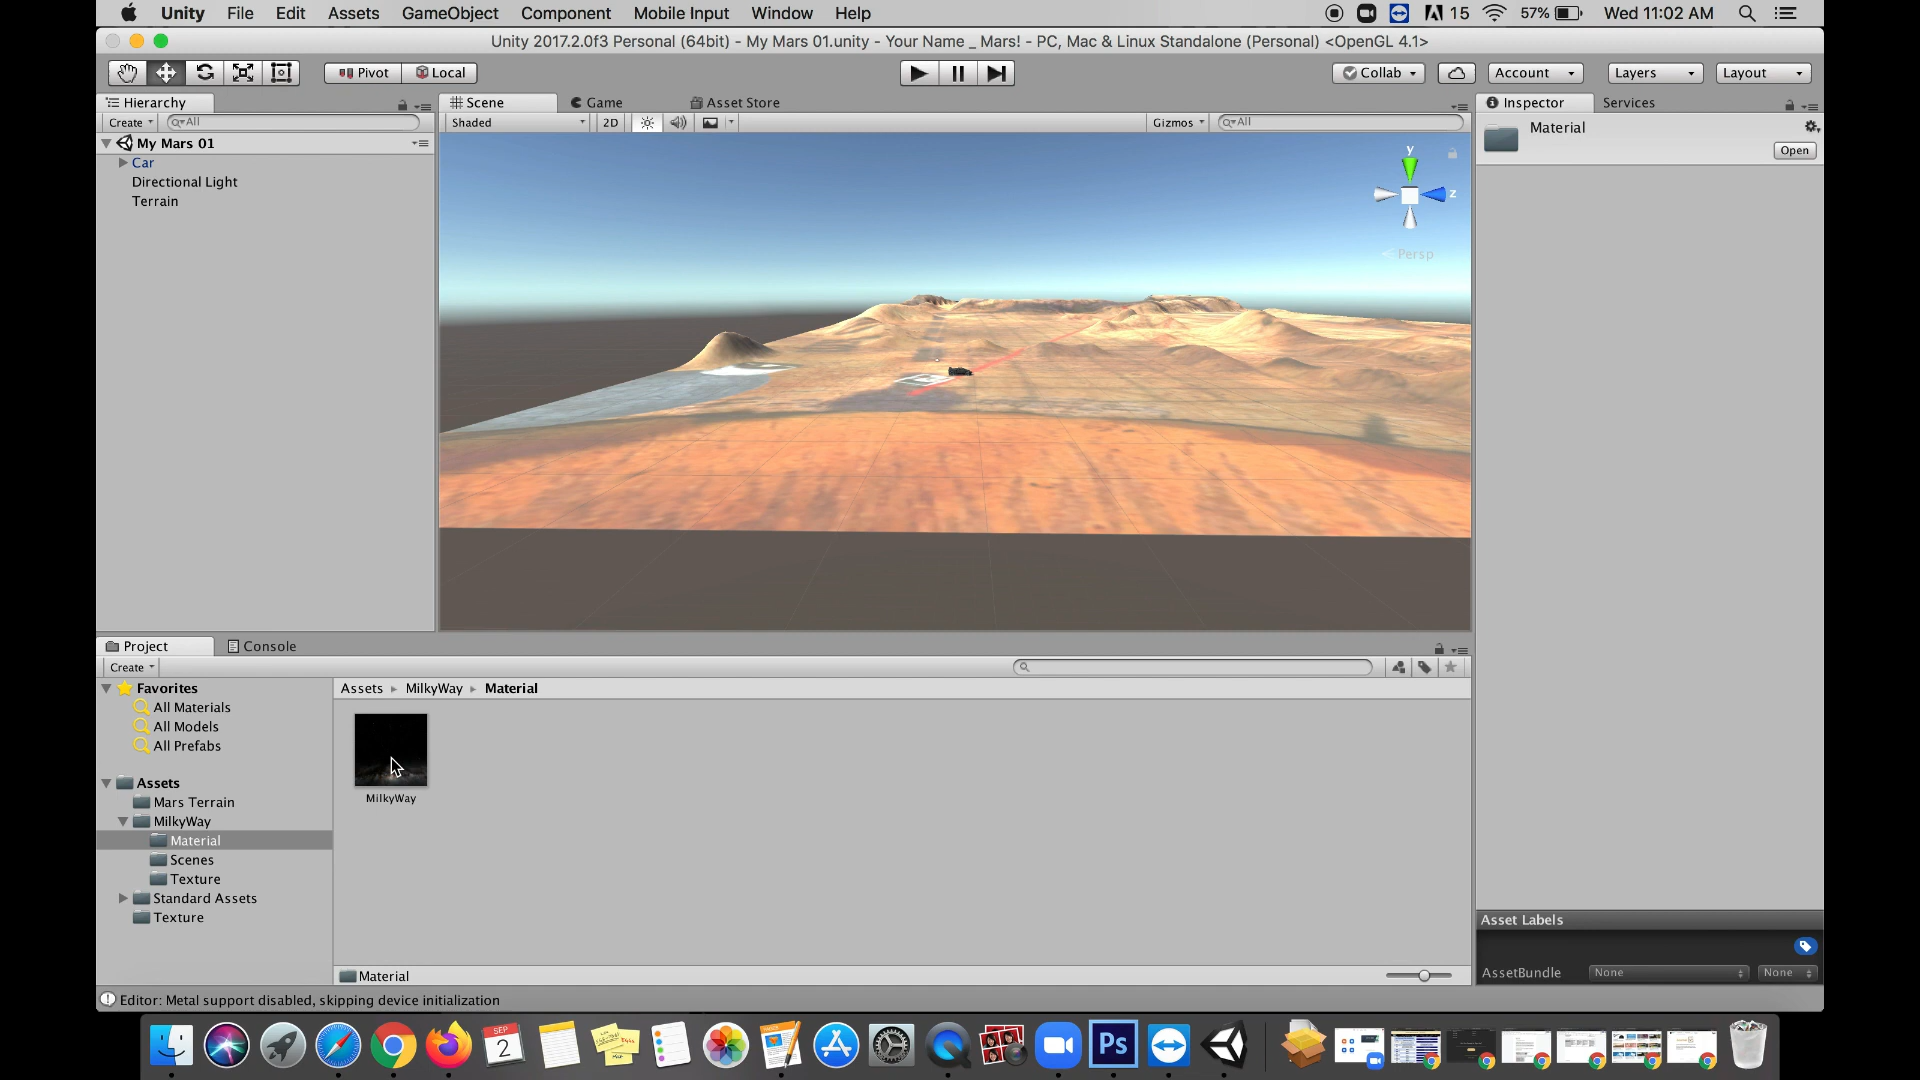 Unity File Edit Assets GameObject Component Mobile Input Window Help 15 57% Wed 11:02 AM
Unity 2017.2.0f3 Personal (64bit) - My Mars 01.unity - Your Name _ Mars! - PC, Mac & Linux Standalone (Personal) <OpenGL 4.1>
Pivot Local Collab Account Layers Layout
Hierarchy Scene Game Asset Store Inspector Services
Create All Shaded 2D Gizmos All
Material
Open
My Mars 01
Car
Directional Light
Terrain
y
z
Persp
Project Console
Create
Favorites
All Materials
All Models
All Prefabs
Assets
Mars Terrain
MilkyWay
Material
Scenes
Texture
Standard Assets
Texture
Assets MilkyWay Material
MilkyWay
Material
Asset Labels
AssetBundle None None
Editor: Metal support disabled, skipping device initialization
SEP
2
Ps